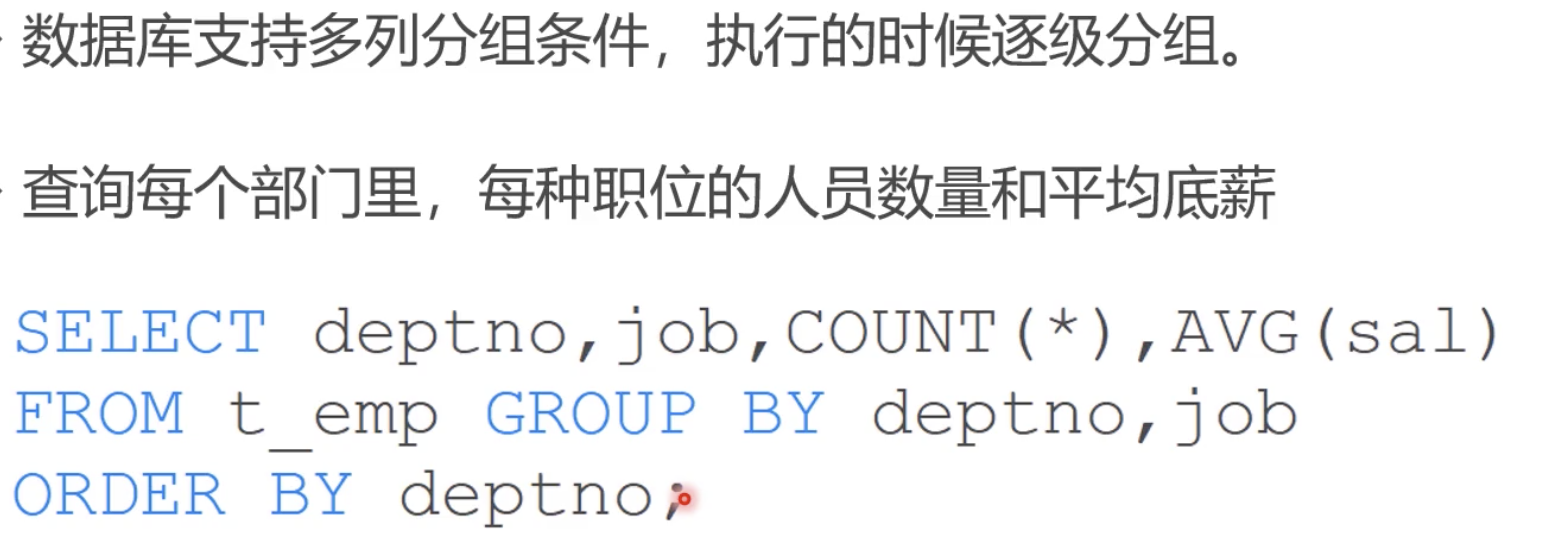 数据库支持多列分组条件，执行的时候逐级分组。
查询每个部门里，每种职位的人员数量和平均底薪
SELECT deptno,job,COUNT(*),AVG(sal)
FROM t_emp GROUP BY deptno,job
ORDER BY deptno;